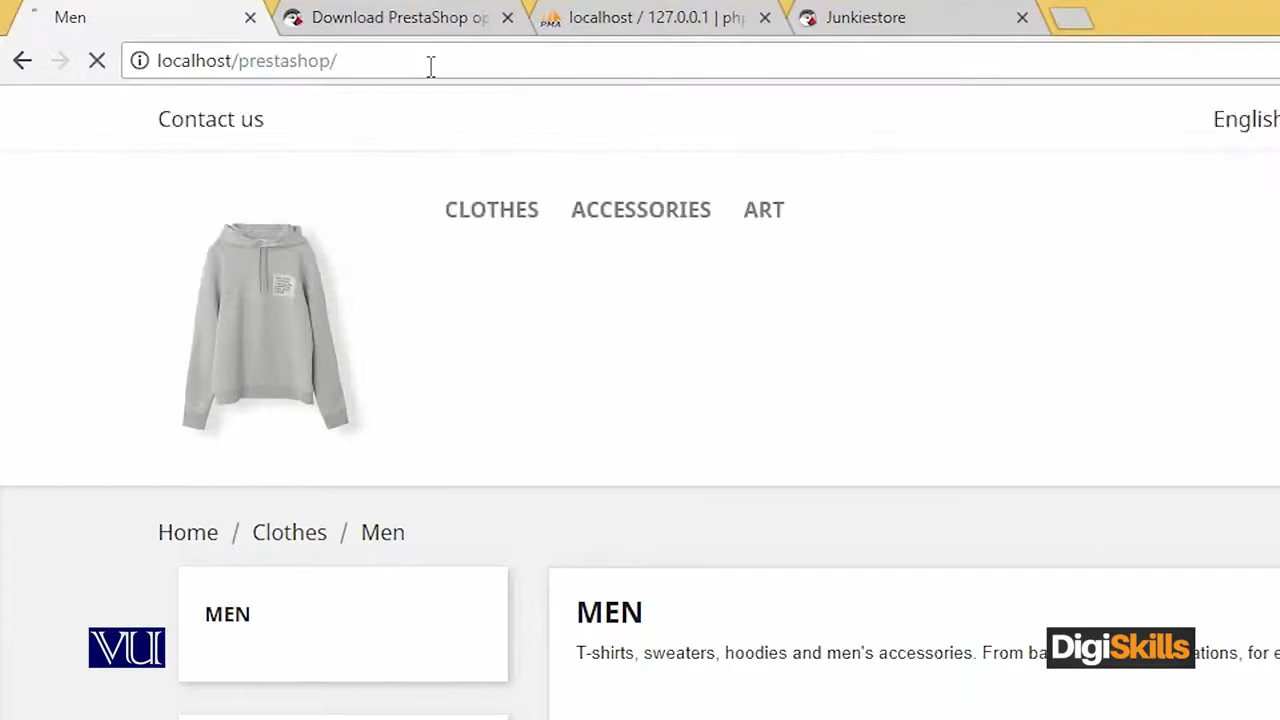 Men
Download PrestaShop op
PMA localhost / 127.0.0.1 | php
Junkiestore
localhost/prestashop/
Contact us
English
CLOTHES ACCESSORIES ART
Home / Clothes / Men
MEN
MEN
T-shirts, sweaters, hoodies and men's accessories. From ba
ations, for e
VU
DigiSkills